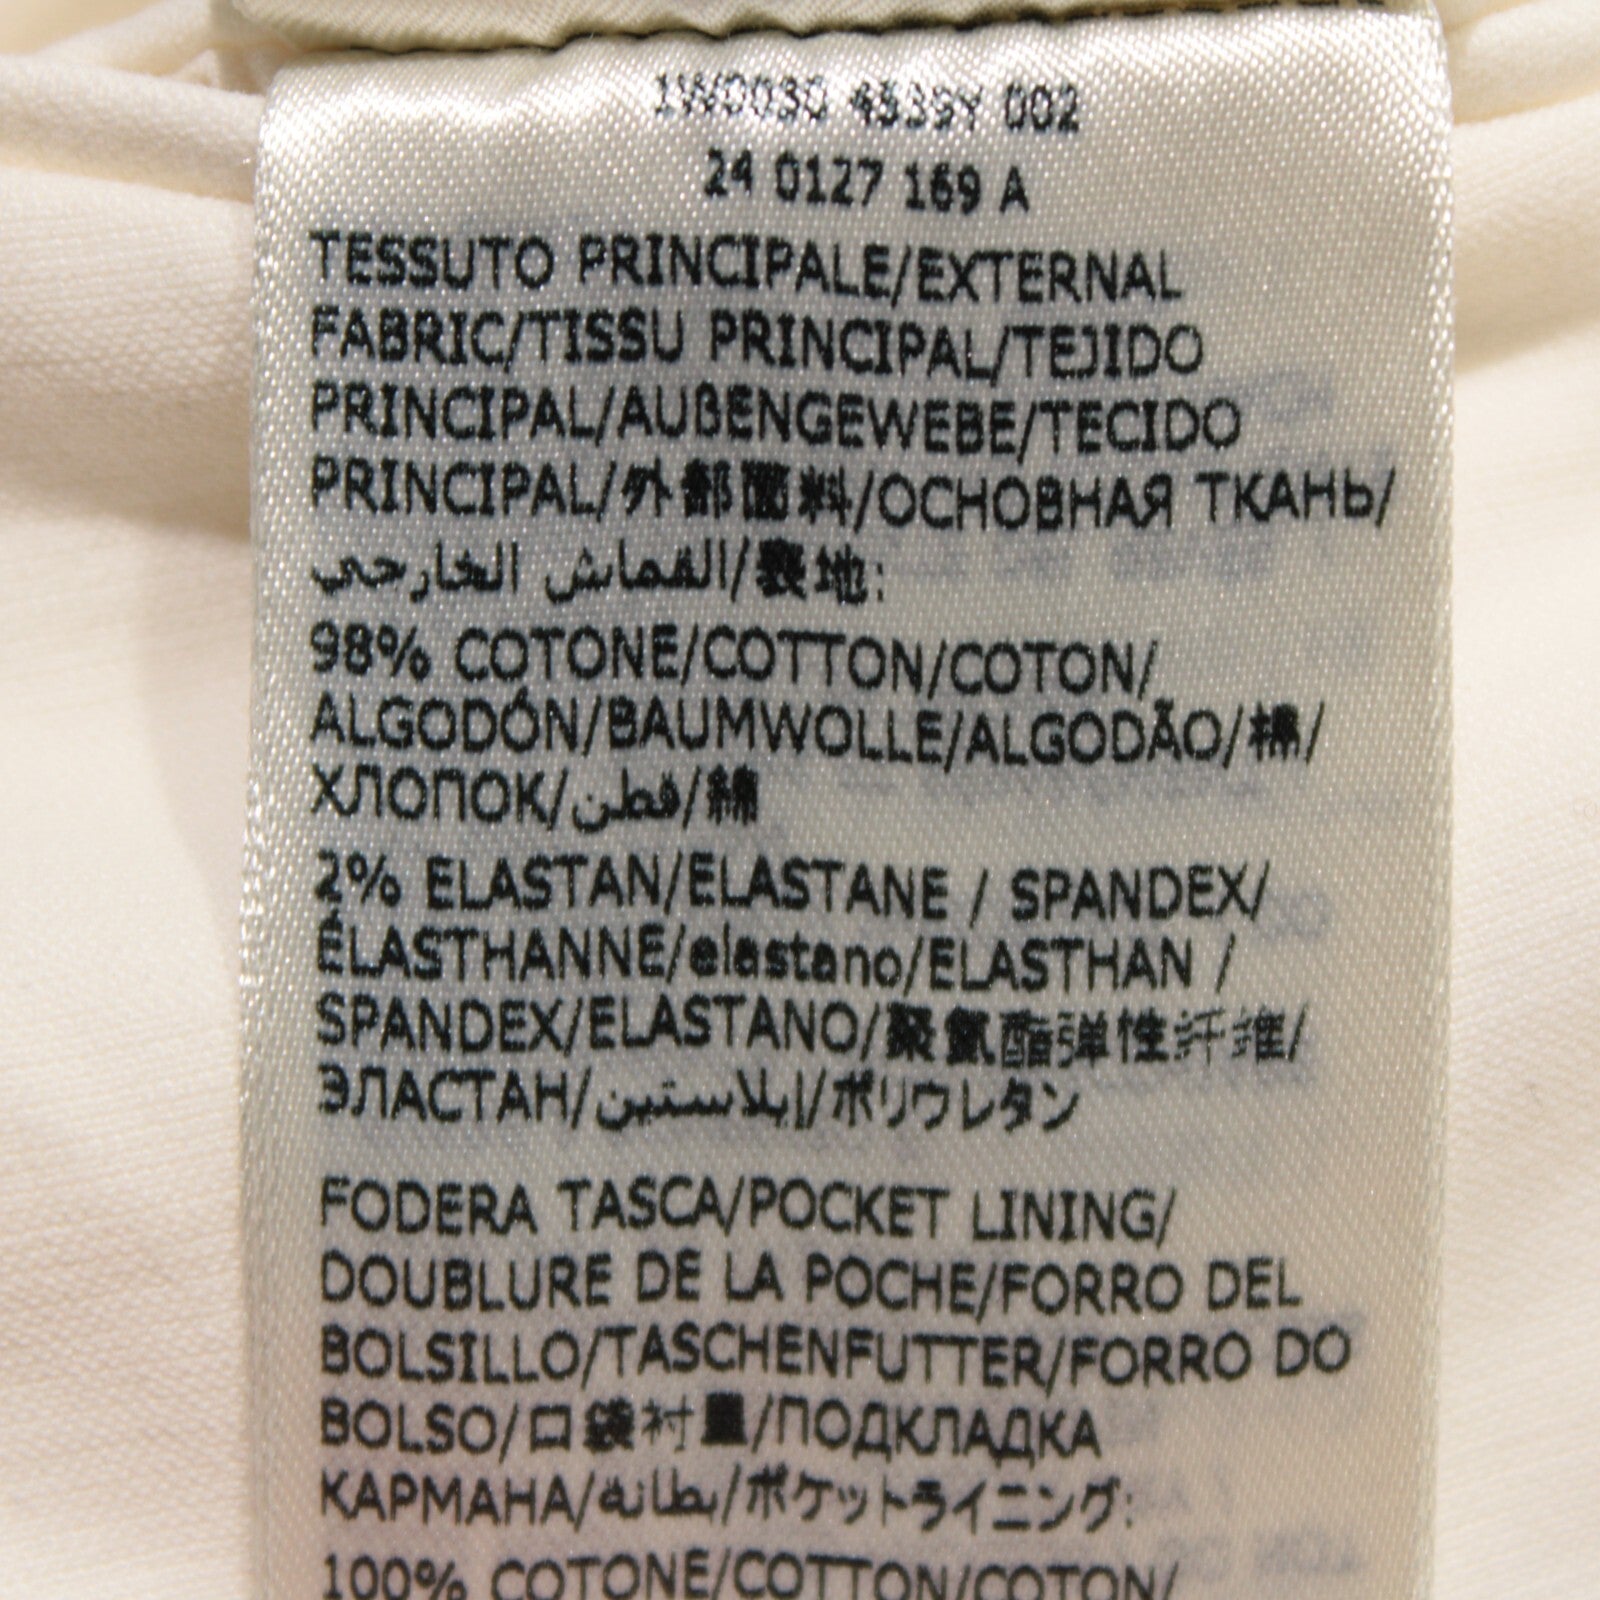 1W0030 4539Y 002
24 0127 169 A
TESSUTO PRINCIPALE/EXTERNAL
FABRIC/TISSU PRINCIPAL/TEJIDO
PRINCIPAL/AUßENGEWEBE/TECIDO
PRINCIPAL/外部面料/ОСНОВНАЯ ТКАНЬ/
القماش الخارجي/表地:
98% COTONE/COTTON/COTON/
ALGODÓN/BAUMWOLLE/ALGODÃO/棉/
ХЛОПОК/قطن/綿
2% ELASTAN/ELASTANE / SPANDEX/
ÉLASTHANNE/elastano/ELASTHAN /
SPANDEX/ELASTANO/聚氨酯弹性纤维/
ЭЛАСТАН/إيلاستين/ポリウレタン
FODERA TASCA/POCKET LINING/
DOUBLURE DE LA POCHE/FORRO DEL
BOLSILLO/TASCHENFUTTER/FORRO DO
BOLSO/口袋衬里/ПОДКЛАДКА
КАРМАНА/بطانة/ポケットライニング:
100% COTONE/COTTON/COTON/